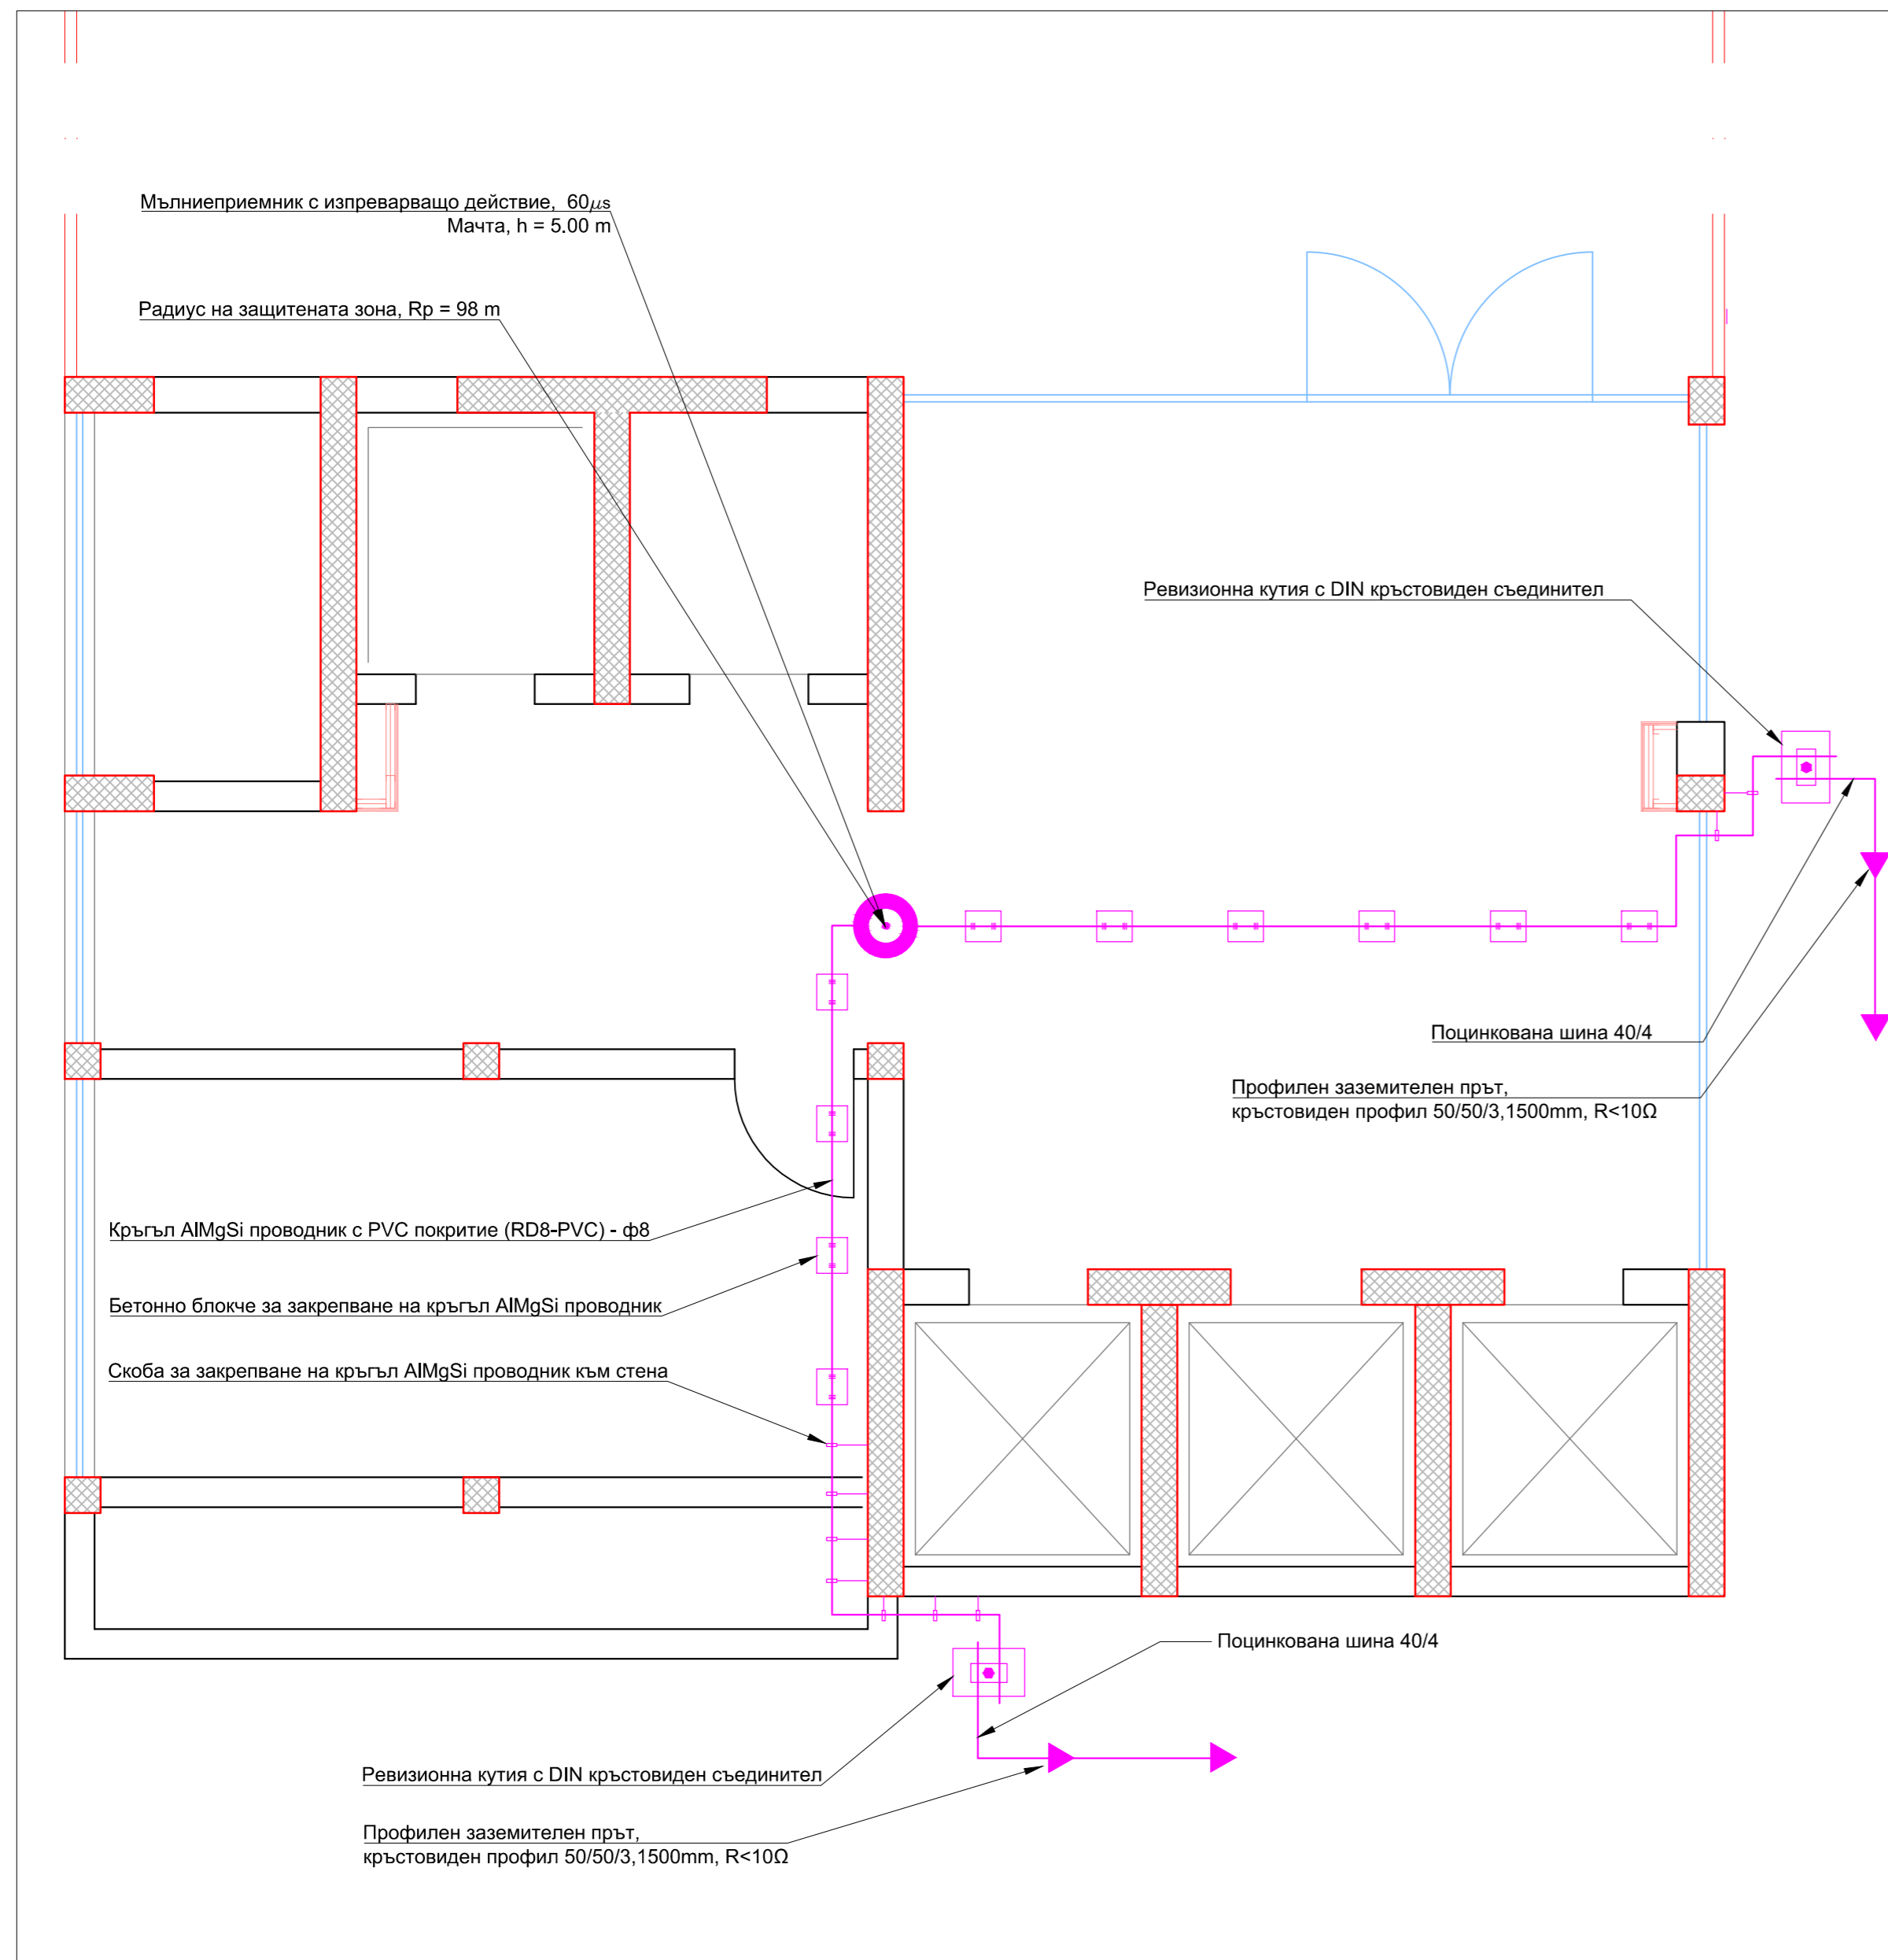 Мълниеприемник с изпреварващо действие, 60μs
Мачта, h = 5.00 m
Радиус на защитената зона, Rp = 98 m
Ревизионна кутия с DIN кръстовиден съединител
Поцинкована шина 40/4
Профилен заземителен прът,
кръстовиден профил 50/50/3,1500mm, R<10Ω
Кръгъл AlMgSi проводник с PVC покритие (RD8-PVC) - ф8
Бетонно блокче за закрепване на кръгъл AlMgSi проводник
Скоба за закрепване на кръгъл AlMgSi проводник към стена
Поцинкована шина 40/4
Ревизионна кутия с DIN кръстовиден съединител
Профилен заземителен прът,
кръстовиден профил 50/50/3,1500mm, R<10Ω